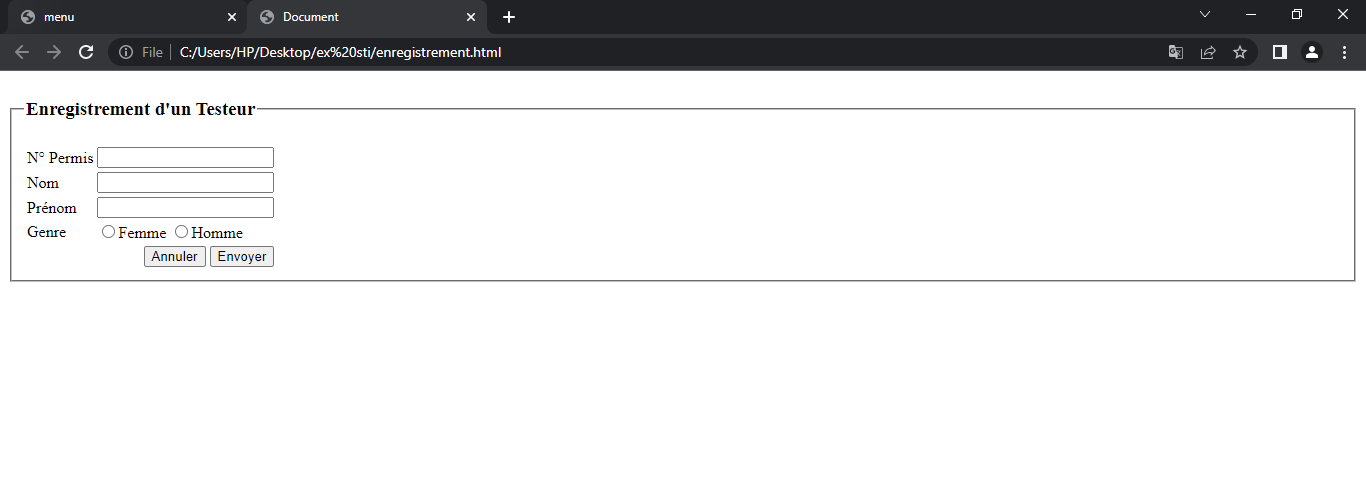 menu
Document
File
C:/Users/HP/Desktop/ex%20sti/enregistrement.html
Enregistrement d'un Testeur
N° Permis
Nom
Prénom
Genre Femme Homme
Annuler Envoyer